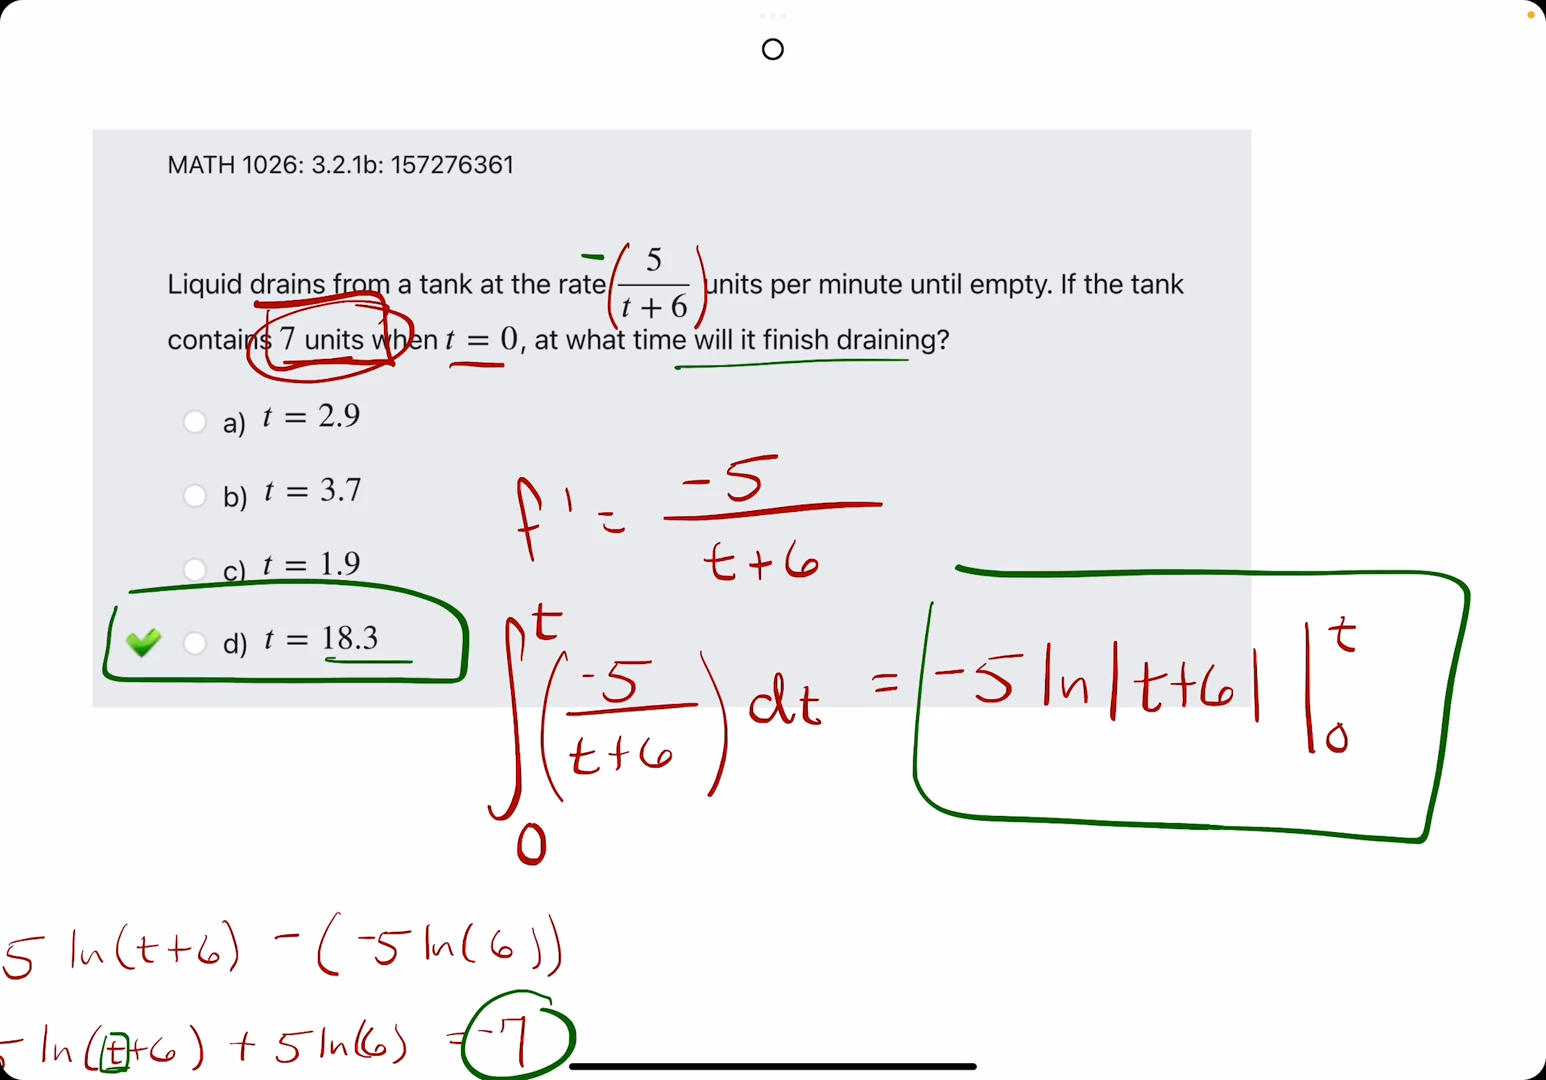 MATH 1026: 3.2.1b: 157276361
Liquid drains from a tank at the rate -(5/(t + 6)) units per minute until empty. If the tank
contains 7 units when t = 0, at what time will it finish draining?
a) t = 2.9
b) t = 3.7
c) t = 1.9
d) t = 18.3
f' = -5/(t+6)
∫₀ᵗ (-5/(t+6)) dt = -5 ln|t+6| |₀ᵗ
5 ln(t+6) - (-5 ln(6))
ln(t+6) + 5 ln(6) = -7